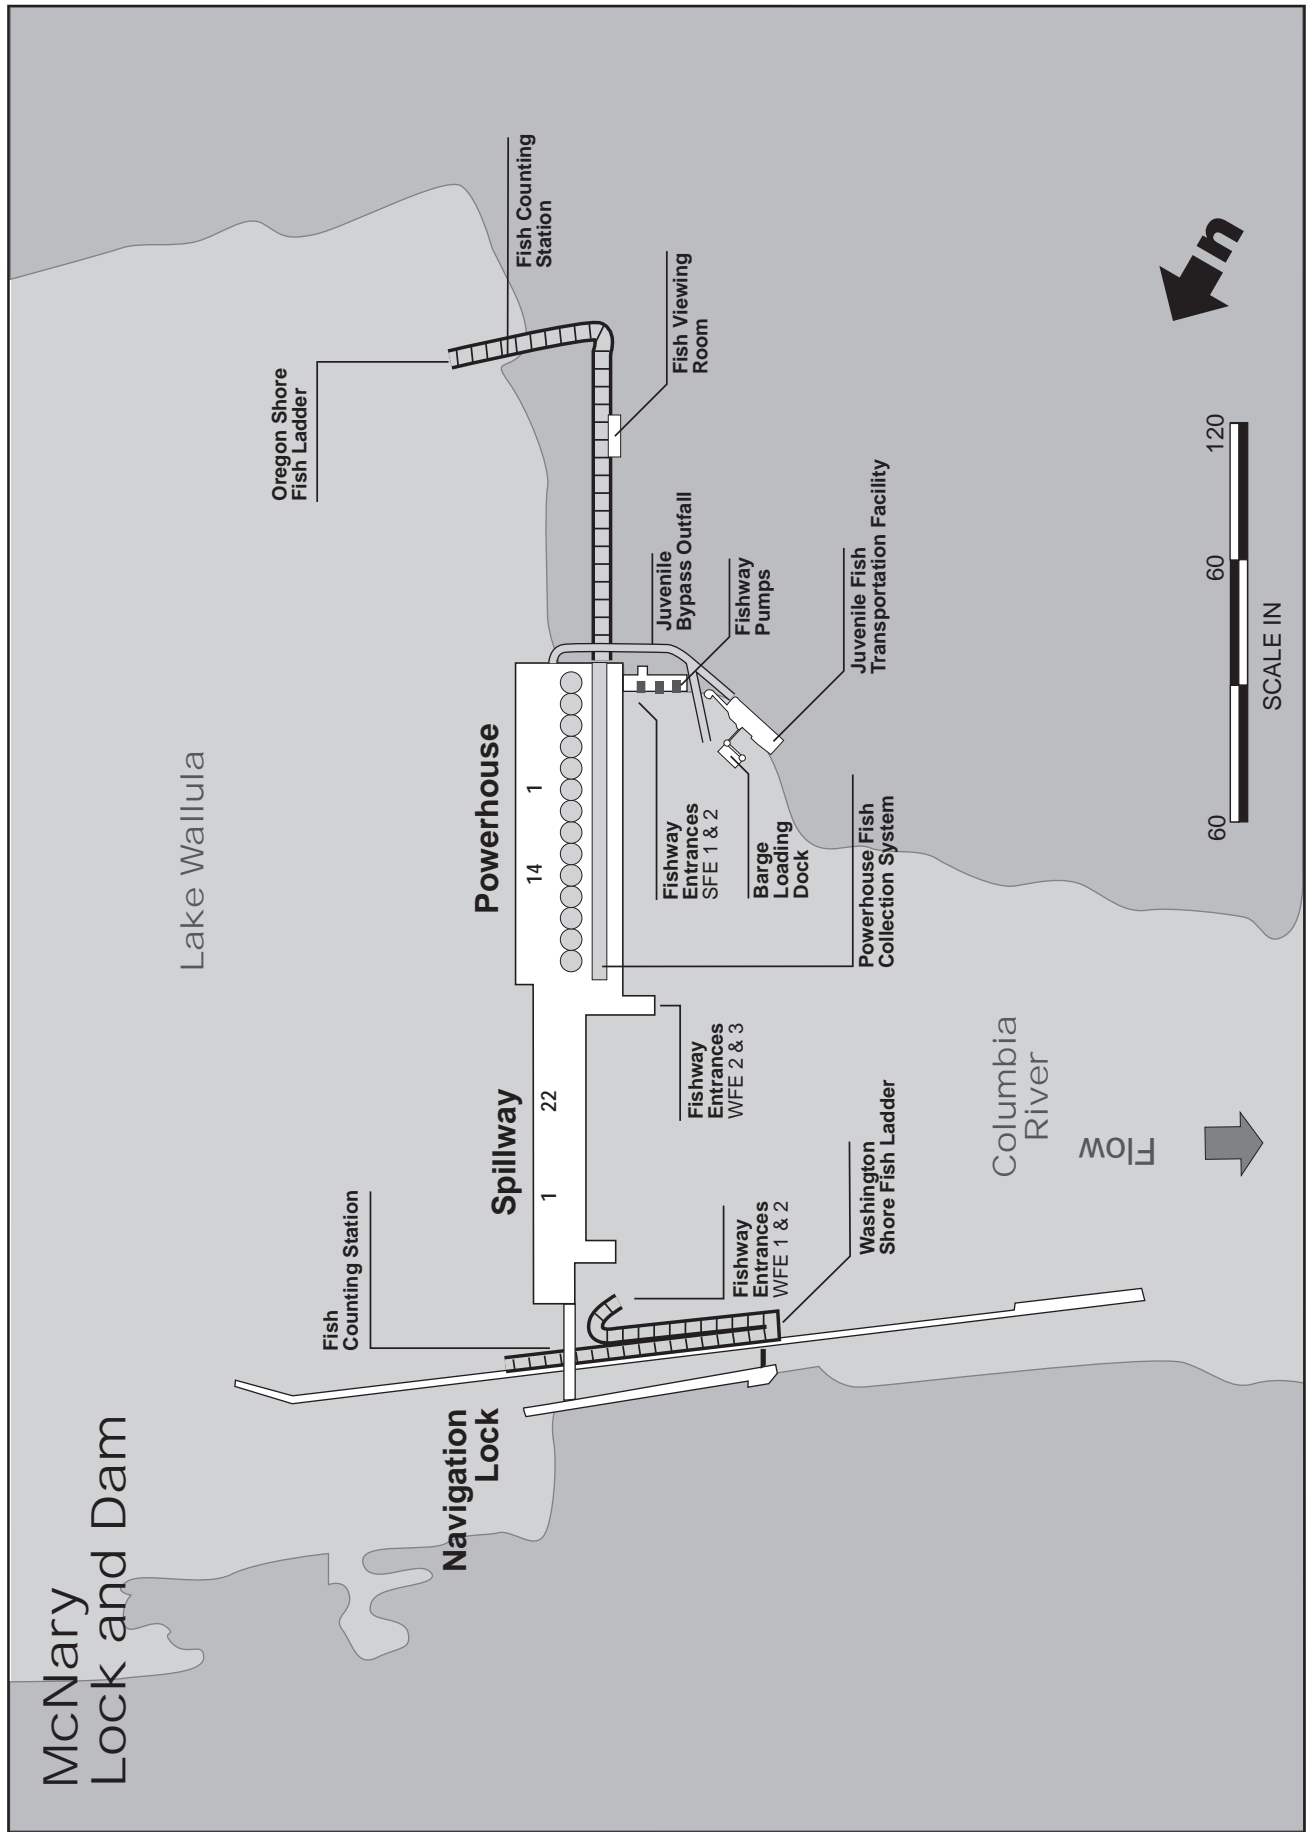 McNary
Lock and Dam
Lake Wallula
Navigation
Lock
Fish
Counting Station
Spillway
1
22
Powerhouse
14
1
Oregon Shore
Fish Ladder
Fish Counting
Station
Fish Viewing
Room
Juvenile
Bypass Outfall
Fishway
Pumps
Juvenile Fish
Transportation Facility
Fishway
Entrances
SFE 1 & 2
Barge
Loading
Dock
Powerhouse Fish
Collection System
Fishway
Entrances
WFE 2 & 3
Fishway
Entrances
WFE 1 & 2
Washington
Shore Fish Ladder
Columbia
River
Flow
60
60
120
SCALE IN
n